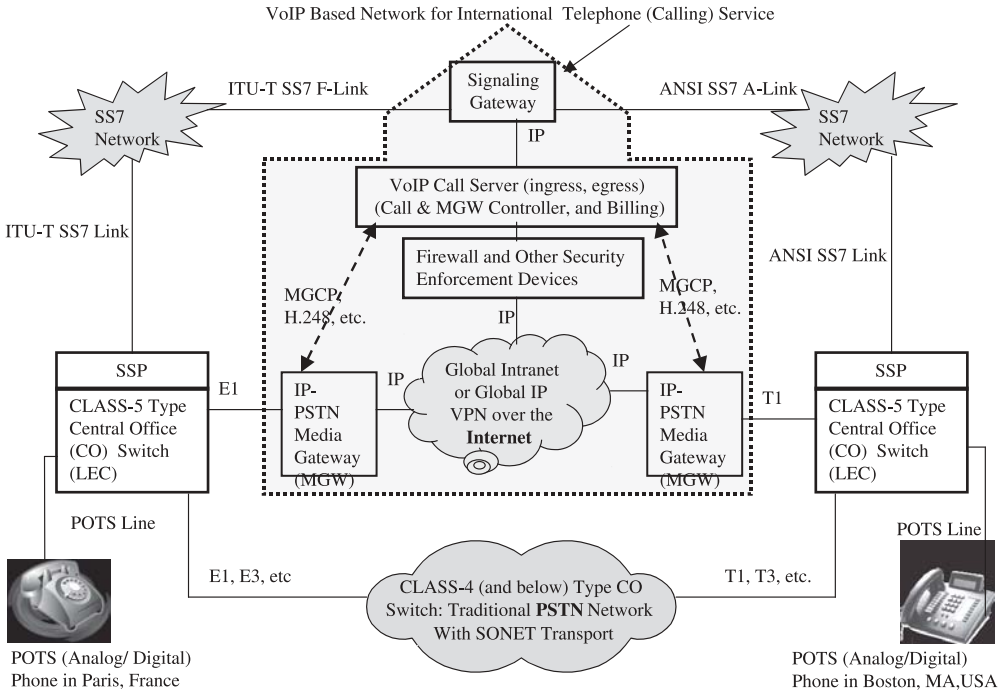 VoIP Based Network for International Telephone (Calling) Service
ITU-T SS7 F-Link
Signaling
Gateway
ANSI SS7 A-Link
SS7
Network
SS7
Network
IP
VoIP Call Server (ingress, egress)
(Call & MGW Controller, and Billing)
ITU-T SS7 Link
ANSI SS7 Link
Firewall and Other Security
Enforcement Devices
MGCP,
H.248, etc.
MGCP,
H.248, etc.
IP
SSP
CLASS-5 Type
Central Office
(CO) Switch
(LEC)
E1
IP-
PSTN
Media
Gateway
(MGW)
IP
Global Intranet
or Global IP
VPN over the
Internet
IP
IP-
PSTN
Media
Gateway
(MGW)
T1
SSP
CLASS-5 Type
Central Office
(CO) Switch
(LEC)
POTS Line
POTS Line
E1, E3, etc
CLASS-4 (and below) Type CO
Switch: Traditional PSTN Network
With SONET Transport
T1, T3, etc.
POTS (Analog/ Digital)
Phone in Paris, France
POTS (Analog/Digital)
Phone in Boston, MA,USA